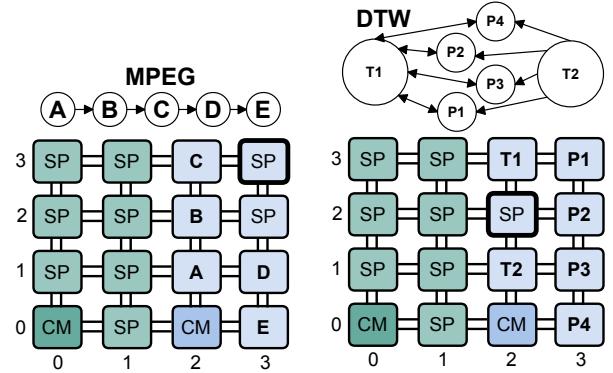 MPEG
A B C D E
3 SP SP C SP
2 SP SP B SP
1 SP SP A D
0 CM SP CM E
0 1 2 3
DTW
P4
P2
T1 T2
P3
P1
3 SP SP T1 P1
2 SP SP SP P2
1 SP SP T2 P3
0 CM SP CM P4
0 1 2 3